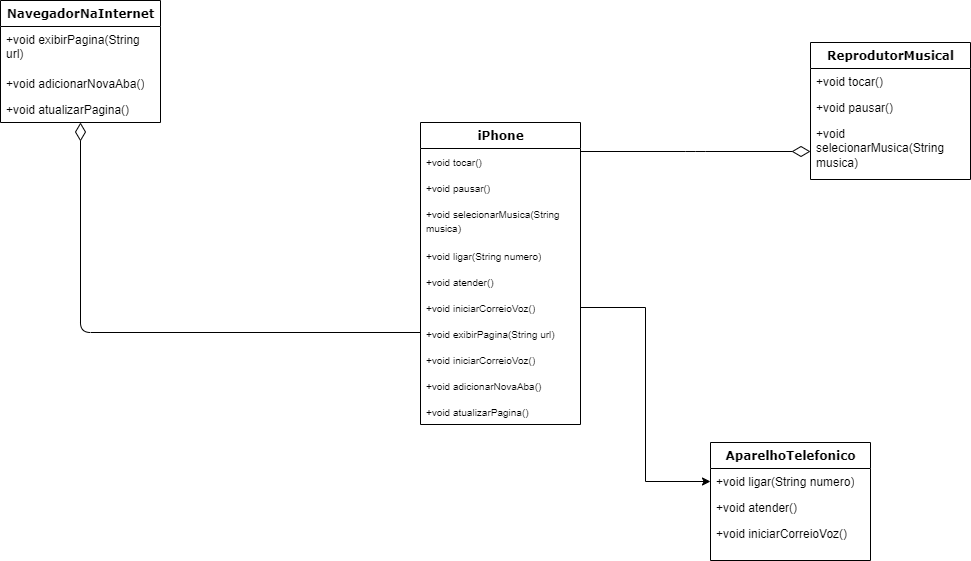 NavegadorNaInternet
+void exibirPagina(String
url)
+void adicionarNovaAba()
+void atualizarPagina()
ReprodutorMusical
+void tocar()
+void pausar()
+void
selecionarMusica(String
musica)
iPhone
+void tocar()
+void pausar()
+void selecionarMusica(String
musica)
+void ligar(String numero)
+void atender()
+void iniciarCorreioVoz()
+void exibirPagina(String url)
+void iniciarCorreioVoz()
+void adicionarNovaAba()
+void atualizarPagina()
AparelhoTelefonico
+void ligar(String numero)
+void atender()
+void iniciarCorreioVoz()